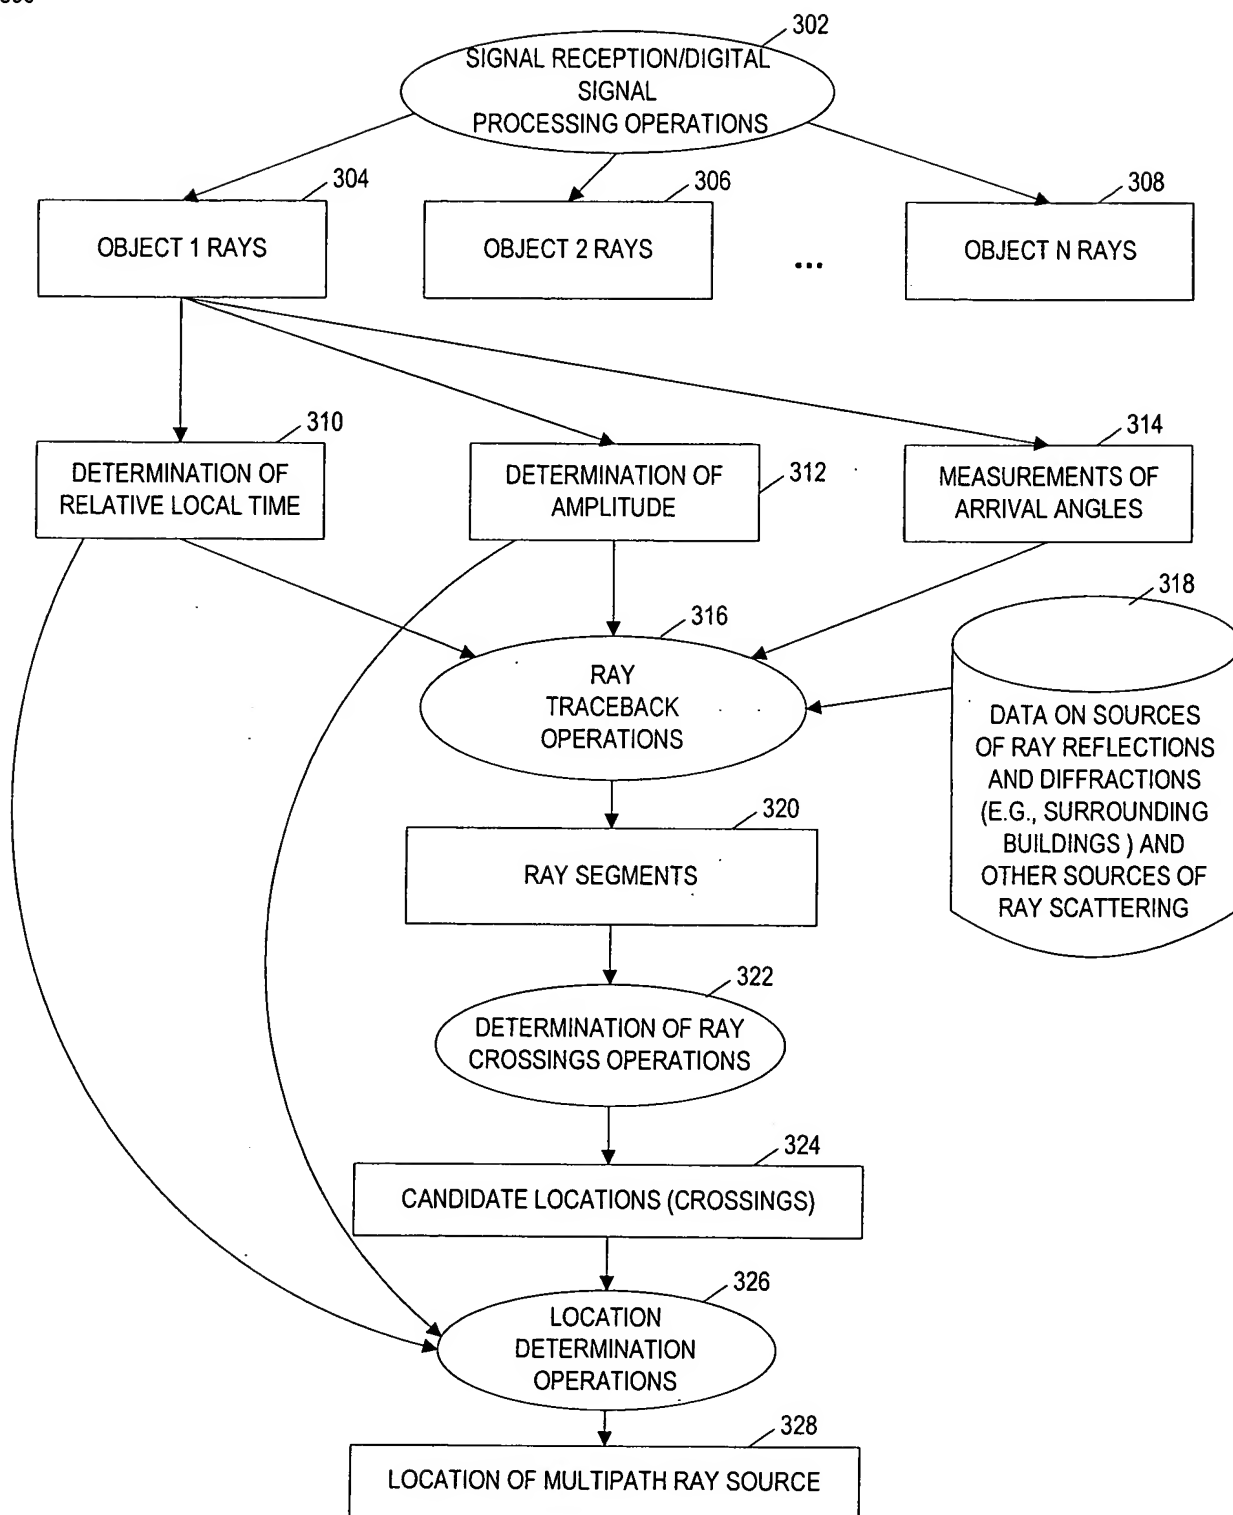 302
SIGNAL RECEPTION/DIGITAL
SIGNAL
PROCESSING OPERATIONS
304
306
308
OBJECT 1 RAYS
OBJECT 2 RAYS
...
OBJECT N RAYS
310
312
314
DETERMINATION OF
RELATIVE LOCAL TIME
DETERMINATION OF
AMPLITUDE
MEASUREMENTS OF
ARRIVAL ANGLES
316
318
RAY
TRACEBACK
OPERATIONS
DATA ON SOURCES
OF RAY REFLECTIONS
AND DIFFRACTIONS
(E.G., SURROUNDING
BUILDINGS ) AND
OTHER SOURCES OF
RAY SCATTERING
320
RAY SEGMENTS
322
DETERMINATION OF RAY
CROSSINGS OPERATIONS
324
CANDIDATE LOCATIONS (CROSSINGS)
326
LOCATION
DETERMINATION
OPERATIONS
328
LOCATION OF MULTIPATH RAY SOURCE